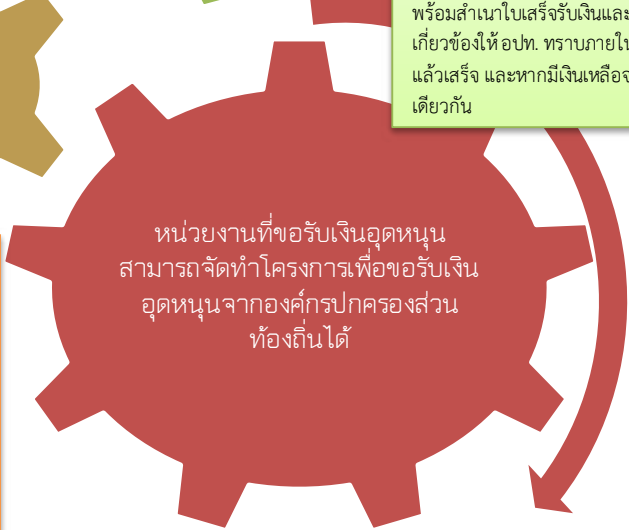 พร้อมสำเนาใบเสร็จรับเงินและ
เกี่ยวข้องให้ อปท. ทราบภายใน
แล้วเสร็จ และหากมีเงินเหลือ
เดียวกัน
หน่วยงานที่ขอรับเงินอุดหนุน
สามารถจัดทำโครงการเพื่อขอรับเงิน
อุดหนุนจากองค์กรปกครองส่วน
ท้องถิ่นได้